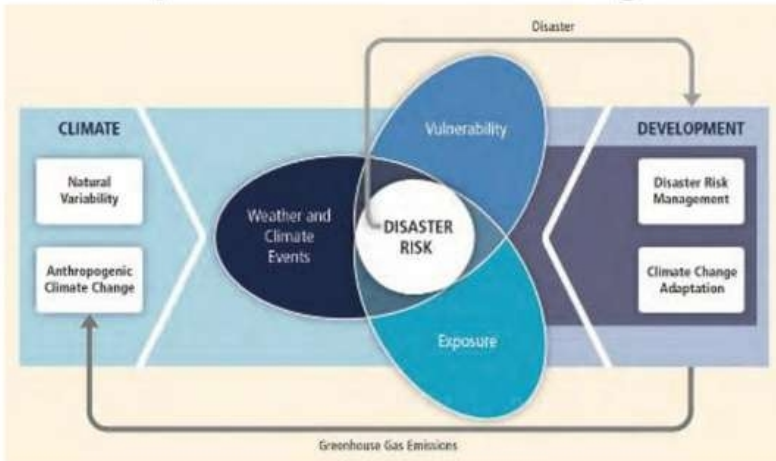 Disaster
CLIMATE
Natural
Variability
Anthropogenic
Climate Change
Weather and
Climate
Events
Vulnerability
DISASTER
RISK
Exposure
DEVELOPMENT
Disaster Risk
Management
Climate Change
Adaptation
Greenhouse Gas Emissions